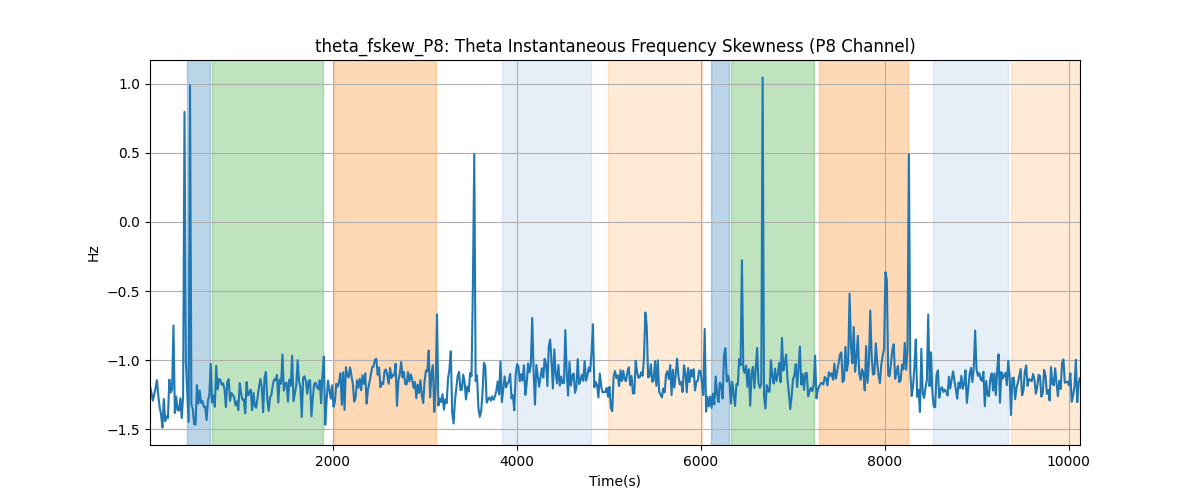 theta_fskew_P8: Theta Instantaneous Frequency Skewness (P8 Channel)
1.0
0.5
0.0
−0.5
−1.0
−1.5
Hz
2000 4000 6000 8000 10000
Time(s)